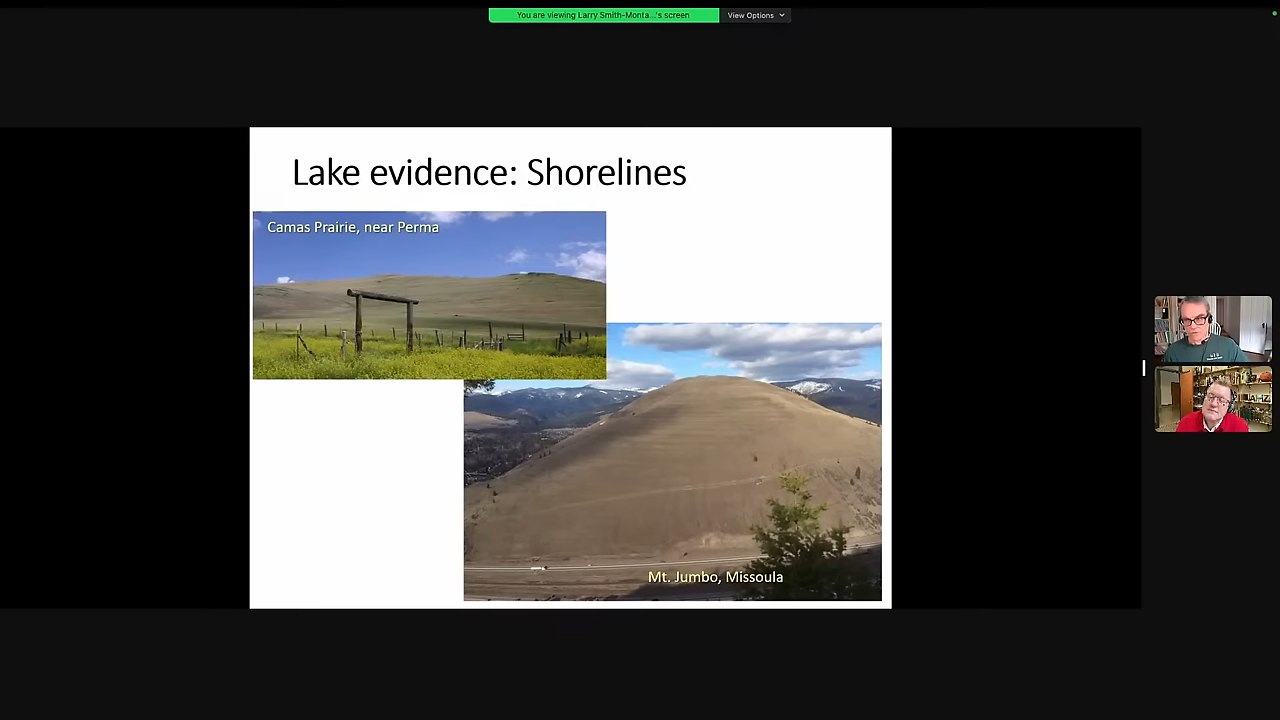 You are viewing Larry Smith-Monta...'s screen
View Options
Lake evidence: Shorelines
Camas Prairie, near Perma
Mt. Jumbo, Missoula